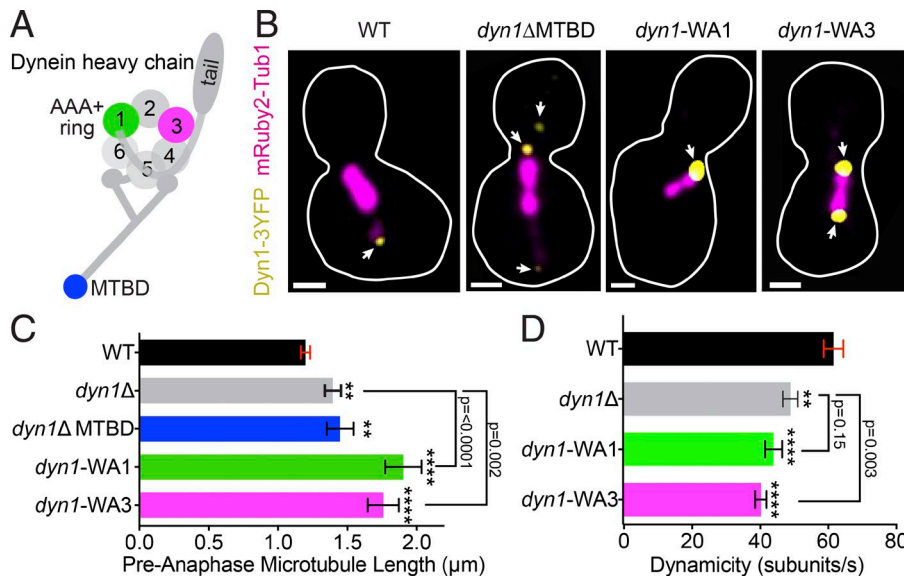 A
Dynein heavy chain
tail
AAA+
ring
1
2
3
4
5
6
MTBD
B
Dyn1-3YFP mRuby2-Tub1
WT
dyn1ΔMTBD
dyn1-WA1
dyn1-WA3
C
WT
dyn1Δ
**
dyn1Δ MTBD
**
dyn1-WA1
****
dyn1-WA3
****
p=<0.0001
p=0.002
0.0 0.5 1.0 1.5 2.0
Pre-Anaphase Microtubule Length (µm)
D
WT
dyn1Δ
**
dyn1-WA1
****
dyn1-WA3
****
p=0.15
p=0.003
0 20 40 60 80
Dynamicity (subunits/s)